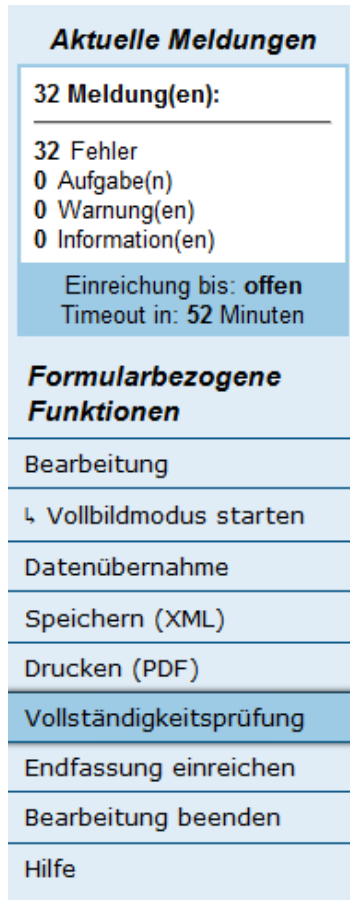 Aktuelle Meldungen
32 Meldung(en):
32 Fehler
0 Aufgabe(n)
0 Warnung(en)
0 Information(en)
Einreichung bis: offen
Timeout in: 52 Minuten
Formularbezogene
Funktionen
Bearbeitung
↳ Vollbildmodus starten
Datenübernahme
Speichern (XML)
Drucken (PDF)
Vollständigkeitsprüfung
Endfassung einreichen
Bearbeitung beenden
Hilfe